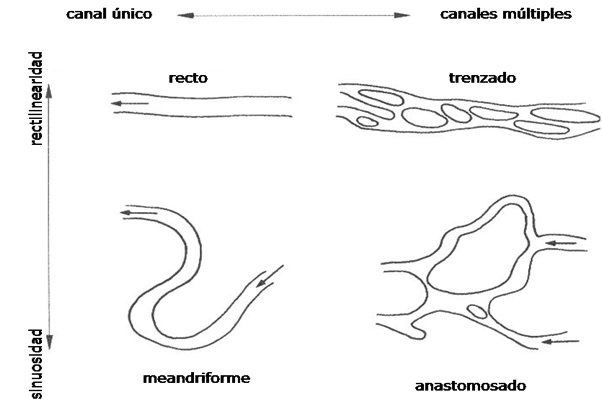 canal único
canales múltiples
rectilinearidad
recto
trenzado
sinuosidad
meandriforme
anastomosado